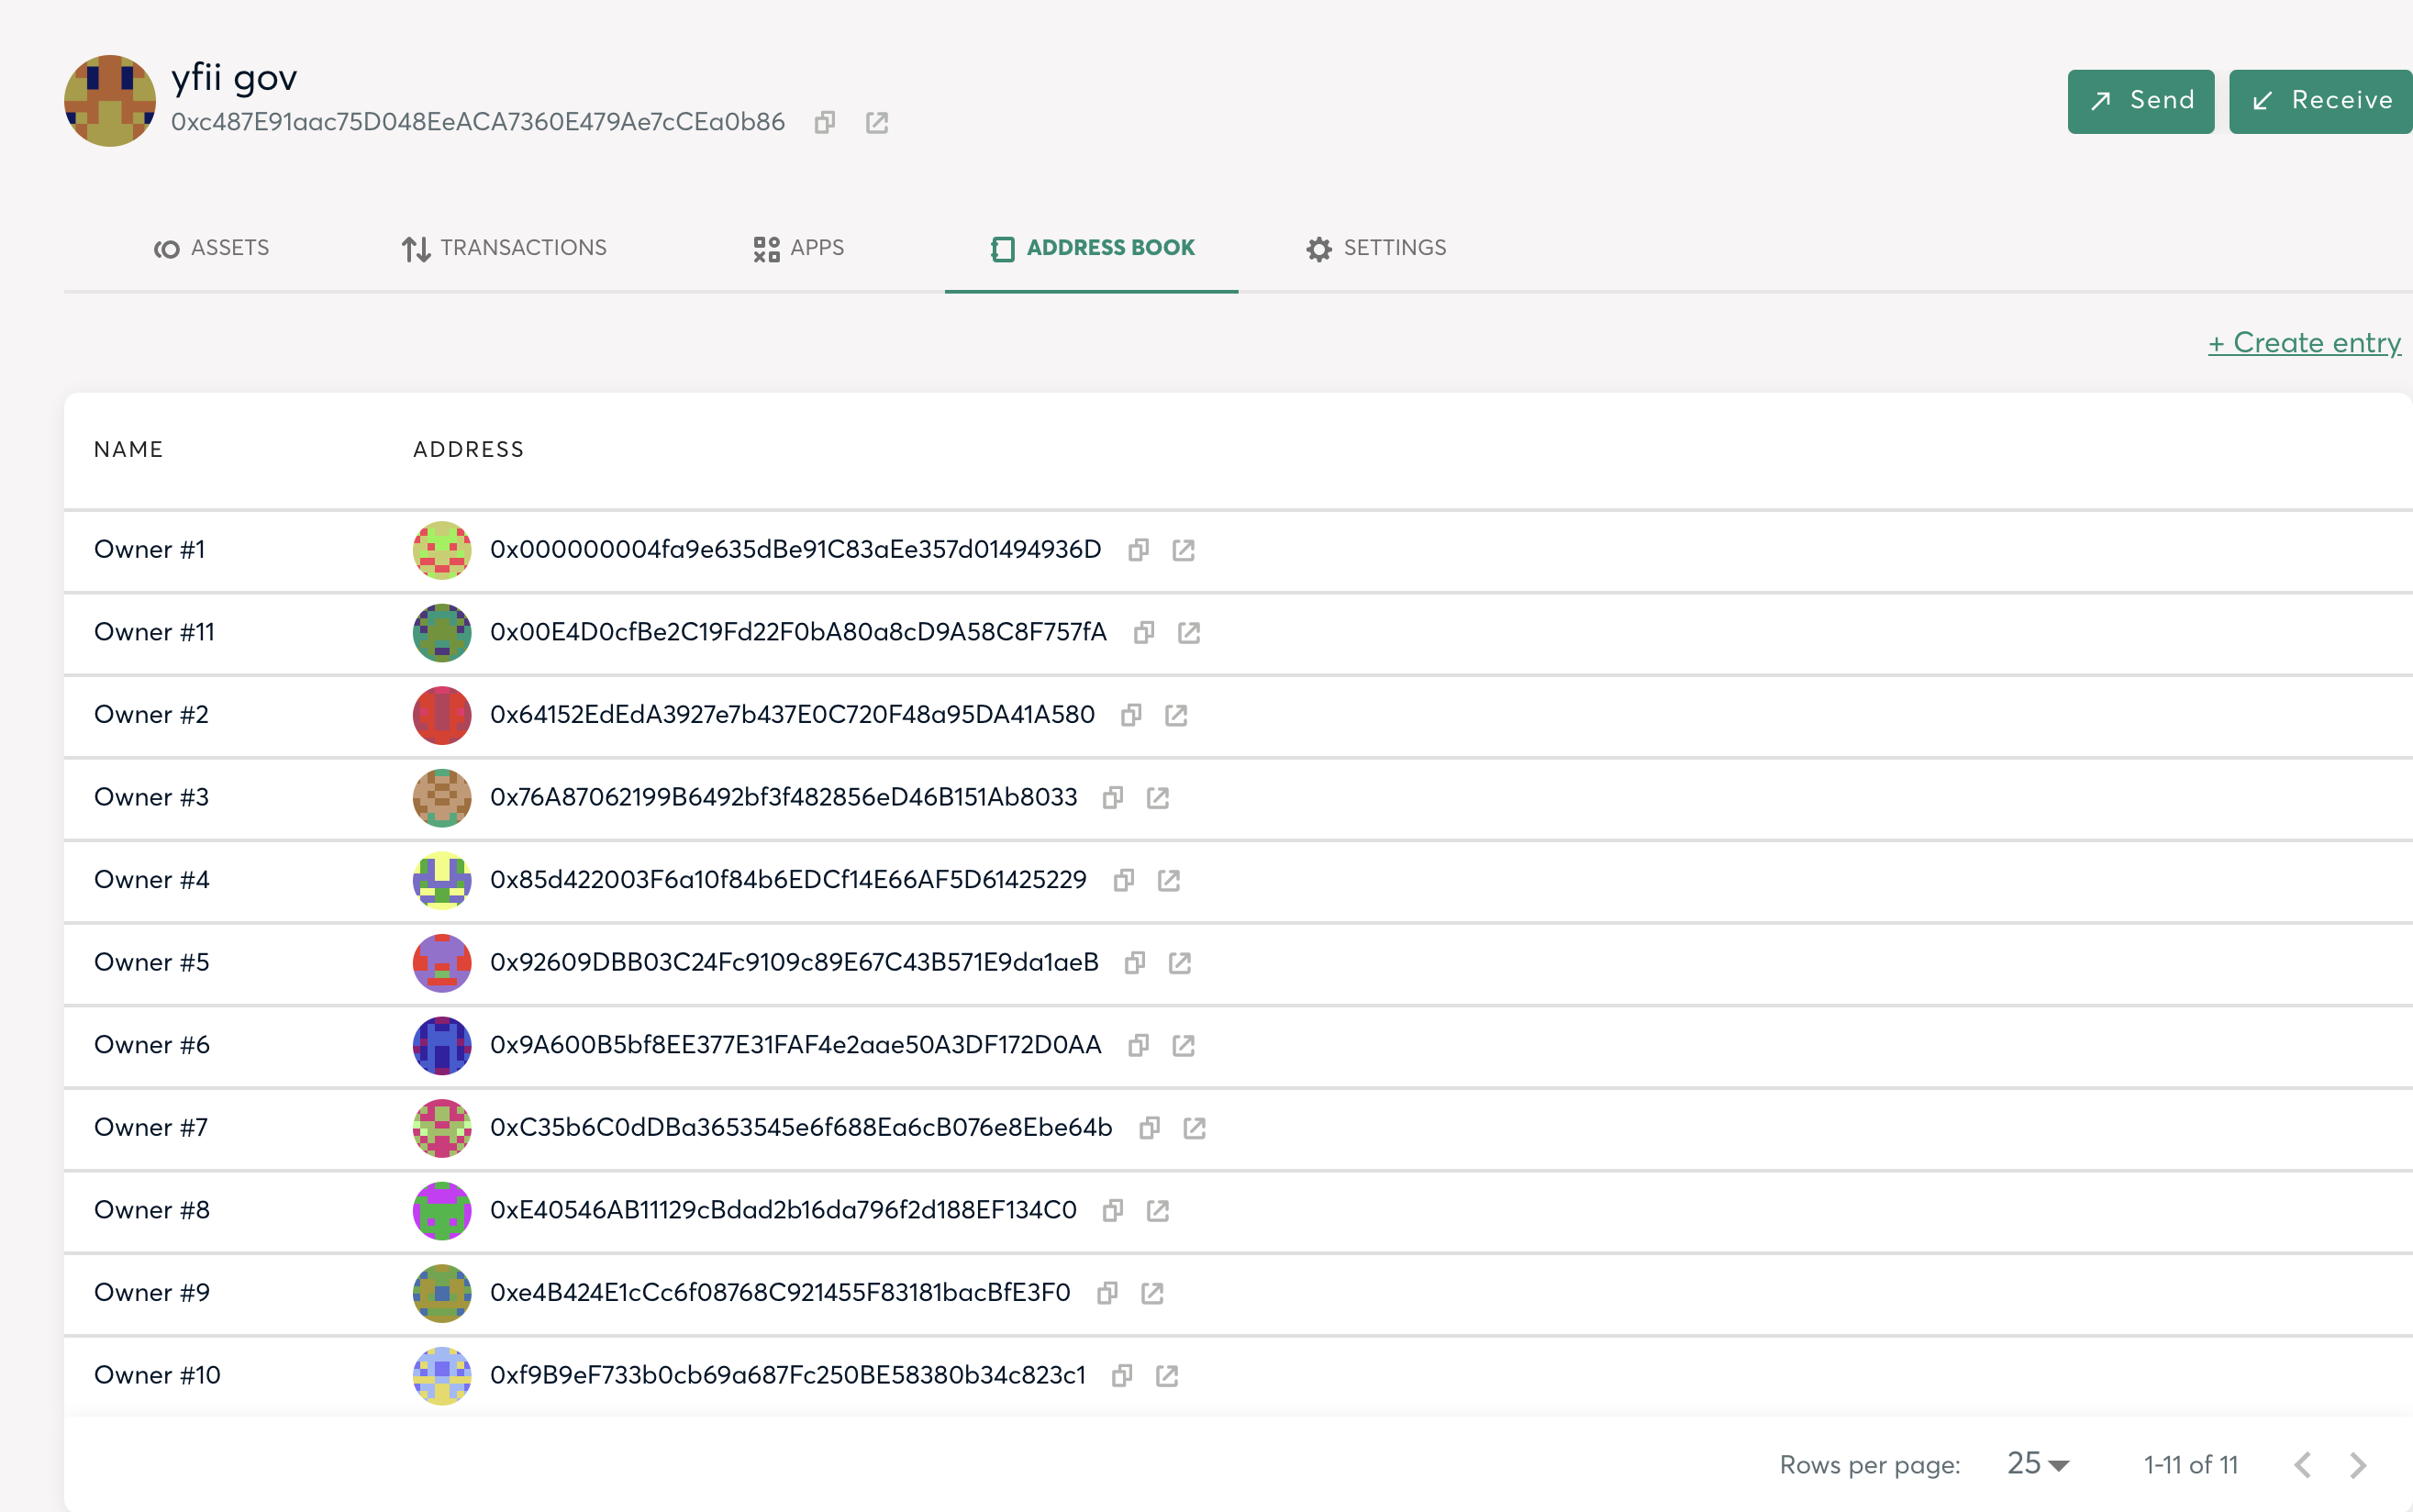 yfii gov
0xc487E91aac75D048EeACA7360E479Ae7cCEa0b86
Send
Receive
ASSETS
TRANSACTIONS
APPS
ADDRESS BOOK
SETTINGS
+ Create entry
NAME ADDRESS
Owner #1 0x000000004fa9e635dBe91C83aEe357d01494936D
Owner #11 0x00E4D0cfBe2C19Fd22F0bA80a8cD9A58C8F757fA
Owner #2 0x64152EdEdA3927e7b437E0C720F48a95DA41A580
Owner #3 0x76A87062199B6492bf3f482856eD46B151Ab8033
Owner #4 0x85d422003F6a10f84b6EDCf14E66AF5D61425229
Owner #5 0x92609DBB03C24Fc9109c89E67C43B571E9da1aeB
Owner #6 0x9A600B5bf8EE377E31FAF4e2aae50A3DF172D0AA
Owner #7 0xC35b6C0dDBa3653545e6f688Ea6cB076e8Ebe64b
Owner #8 0xE40546AB11129cBdad2b16da796f2d188EF134C0
Owner #9 0xe4B424E1cCc6f08768C921455F83181bacBfE3F0
Owner #10 0xf9B9eF733b0cb69a687Fc250BE58380b34c823c1
Rows per page: 25 1-11 of 11